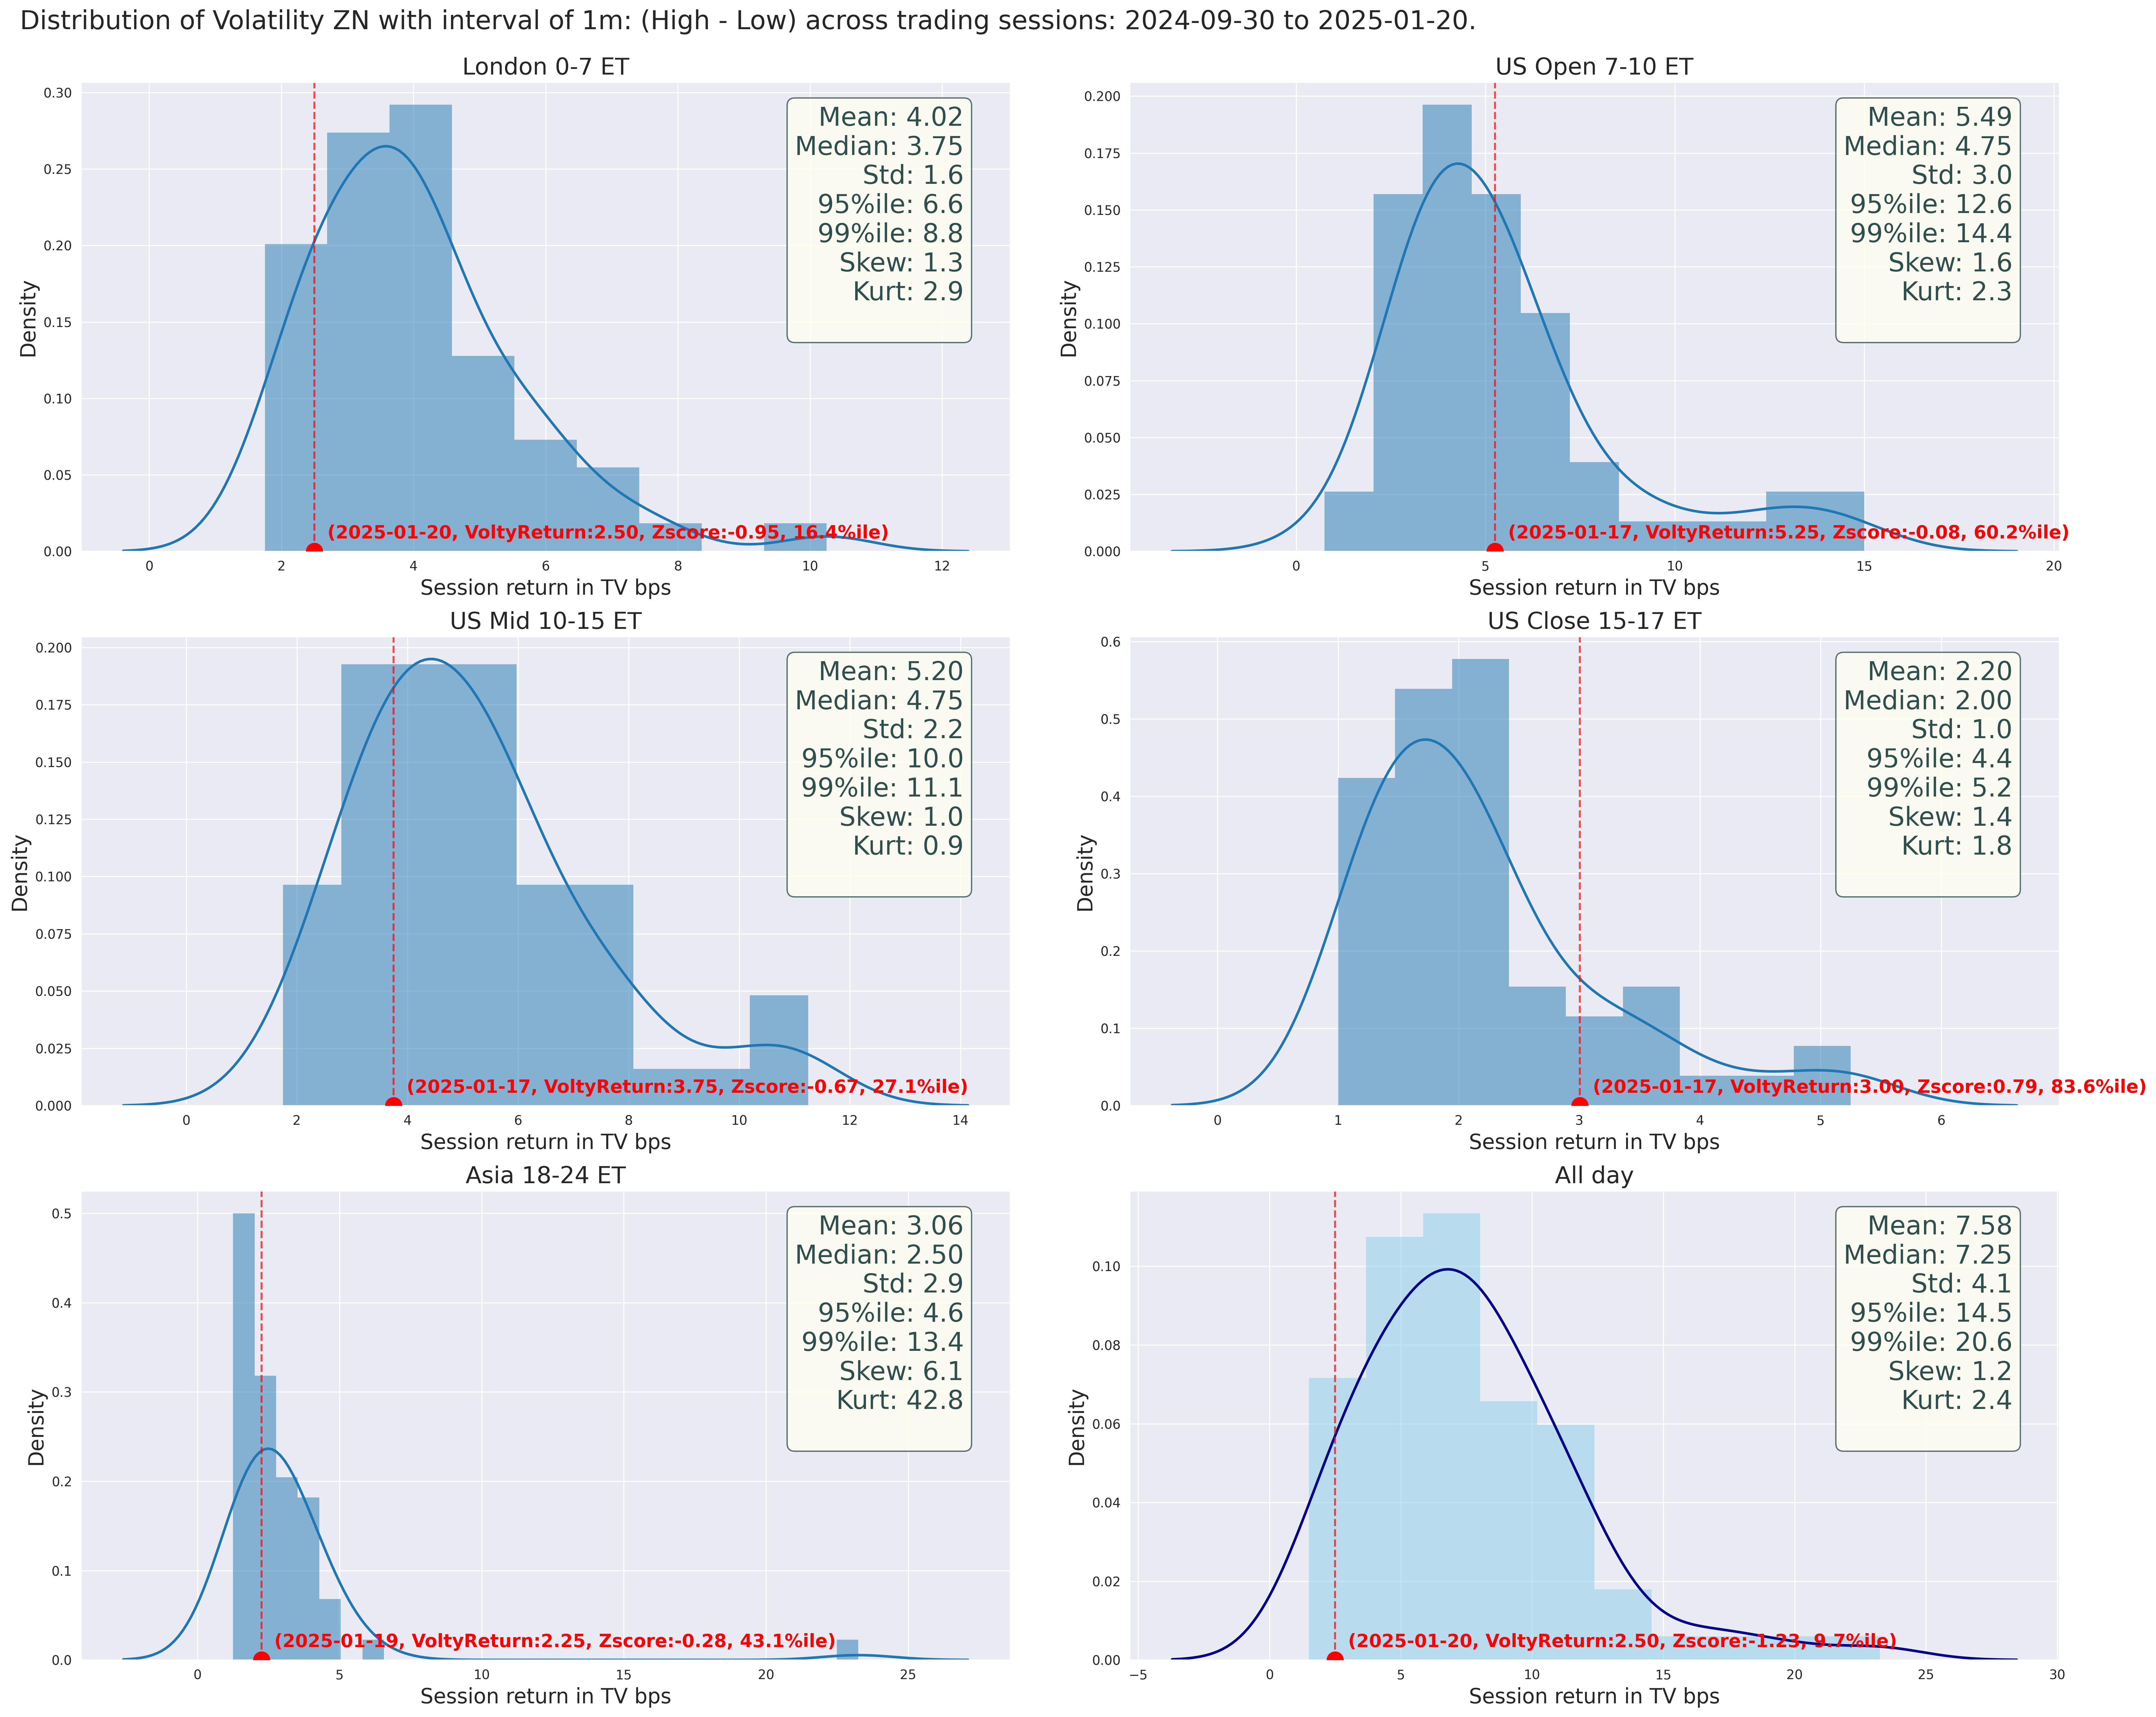 Distribution of Volatility ZN with interval of 1m: (High - Low) across trading sessions: 2024-09-30 to 2025-01-20.
London 0-7 ET
Mean: 4.02
Median: 3.75
Std: 1.6
95%ile: 6.6
99%ile: 8.8
Skew: 1.3
Kurt: 2.9
Density
0.30
0.25
0.20
0.15
0.10
0.05
0.00
(2025-01-20, VoltyReturn:2.50, Zscore:-0.95, 16.4%ile)
0 2 4 6 8 10 12
Session return in TV bps
US Open 7-10 ET
Mean: 5.49
Median: 4.75
Std: 3.0
95%ile: 12.6
99%ile: 14.4
Skew: 1.6
Kurt: 2.3
Density
0.200
0.175
0.150
0.125
0.100
0.075
0.050
0.025
0.000
(2025-01-17, VoltyReturn:5.25, Zscore:-0.08, 60.2%ile)
0 5 10 15 20
Session return in TV bps
US Mid 10-15 ET
Mean: 5.20
Median: 4.75
Std: 2.2
95%ile: 10.0
99%ile: 11.1
Skew: 1.0
Kurt: 0.9
Density
0.200
0.175
0.150
0.125
0.100
0.075
0.050
0.025
0.000
(2025-01-17, VoltyReturn:3.75, Zscore:-0.67, 27.1%ile)
0 2 4 6 8 10 12 14
Session return in TV bps
US Close 15-17 ET
Mean: 2.20
Median: 2.00
Std: 1.0
95%ile: 4.4
99%ile: 5.2
Skew: 1.4
Kurt: 1.8
Density
0.6
0.5
0.4
0.3
0.2
0.1
0.0
(2025-01-17, VoltyReturn:3.00, Zscore:0.79, 83.6%ile)
0 1 2 3 4 5 6
Session return in TV bps
Asia 18-24 ET
Mean: 3.06
Median: 2.50
Std: 2.9
95%ile: 4.6
99%ile: 13.4
Skew: 6.1
Kurt: 42.8
Density
0.5
0.4
0.3
0.2
0.1
0.0
(2025-01-19, VoltyReturn:2.25, Zscore:-0.28, 43.1%ile)
0 5 10 15 20 25
Session return in TV bps
All day
Mean: 7.58
Median: 7.25
Std: 4.1
95%ile: 14.5
99%ile: 20.6
Skew: 1.2
Kurt: 2.4
Density
0.10
0.08
0.06
0.04
0.02
0.00
(2025-01-20, VoltyReturn:2.50, Zscore:-1.23, 9.7%ile)
−5 0 5 10 15 20 25 30
Session return in TV bps